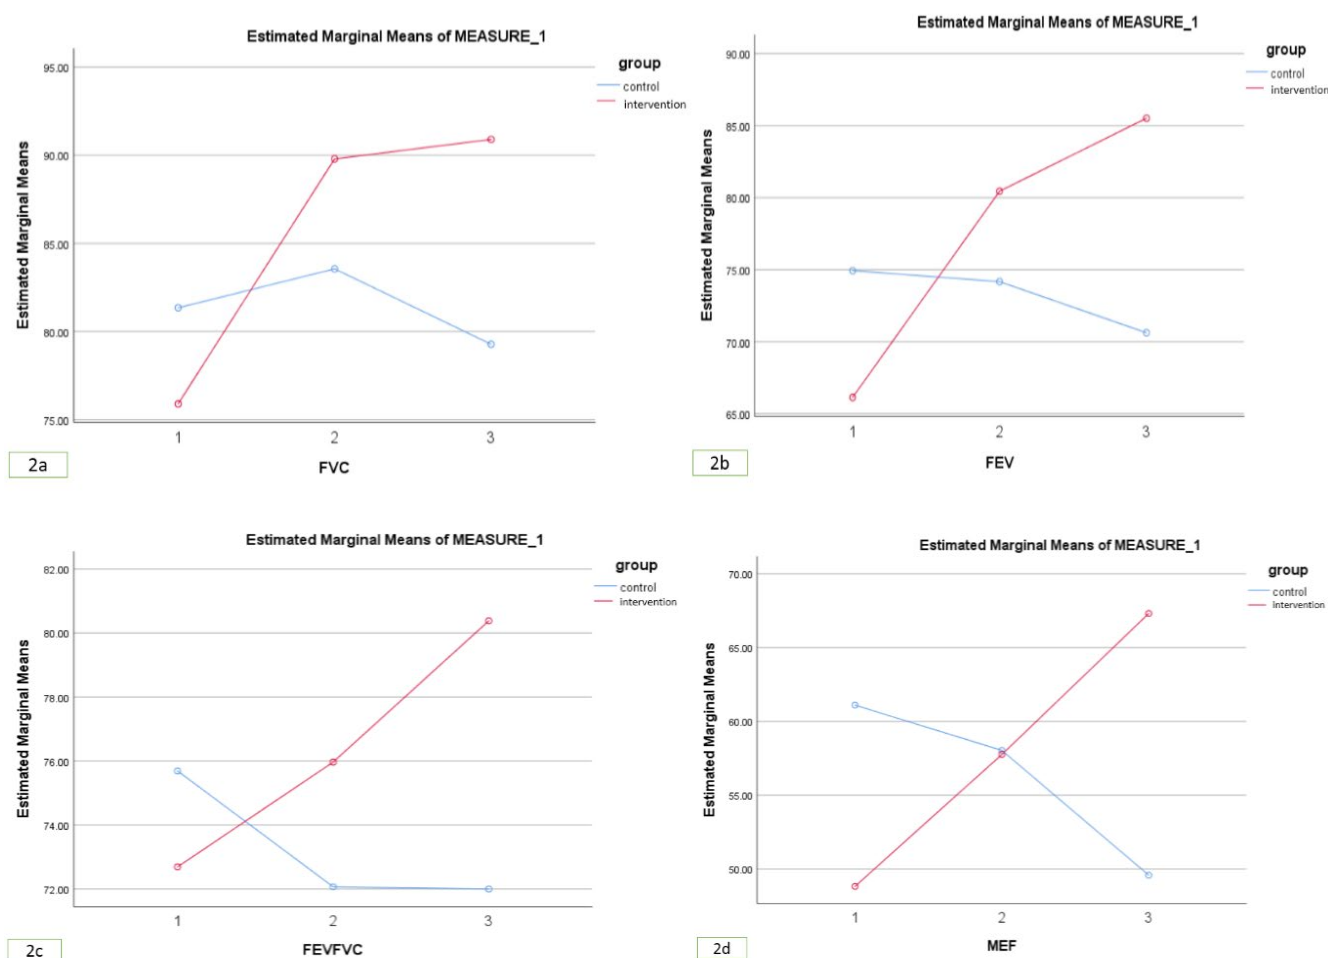 Estimated Marginal Means of MEASURE_1
group
control
intervention
Estimated Marginal Means
95.00
90.00
85.00
80.00
75.00
1 2 3
FVC
2a
Estimated Marginal Means of MEASURE_1
group
control
intervention
Estimated Marginal Means
90.00
85.00
80.00
75.00
70.00
65.00
1 2 3
FEV
2b
Estimated Marginal Means of MEASURE_1
group
control
intervention
Estimated Marginal Means
82.00
80.00
78.00
76.00
74.00
72.00
1 2 3
FEVFVC
2c
Estimated Marginal Means of MEASURE_1
group
control
intervention
Estimated Marginal Means
70.00
65.00
60.00
55.00
50.00
1 2 3
MEF
2d